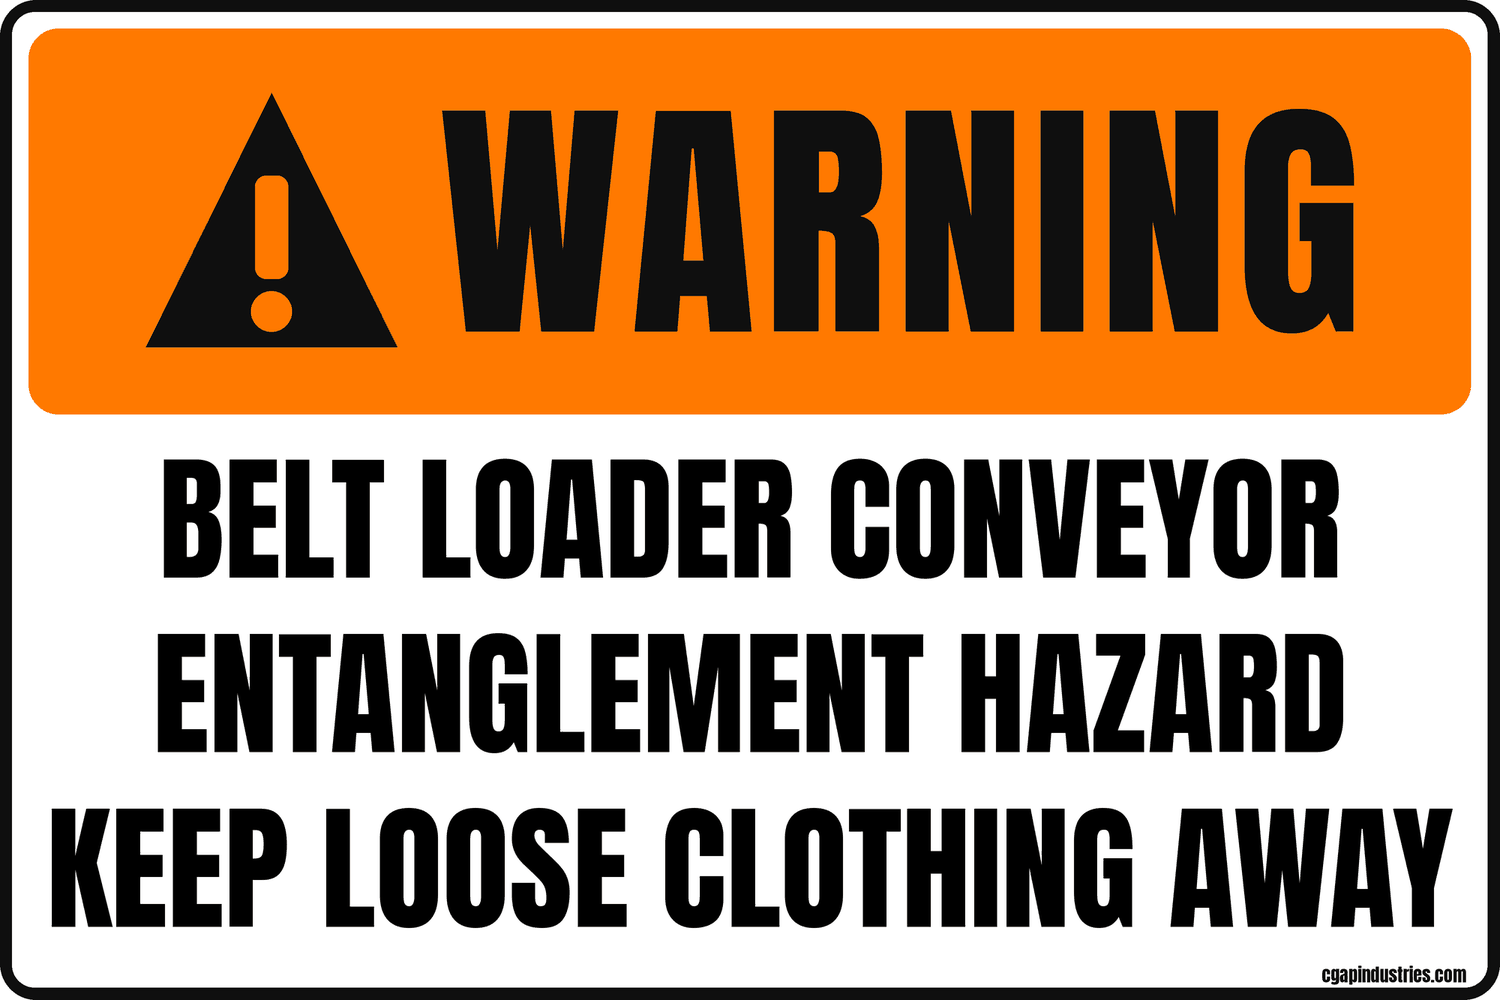 WARNING
BELT LOADER CONVEYOR
ENTANGLEMENT HAZARD
KEEP LOOSE CLOTHING AWAY
cgapindustries.com